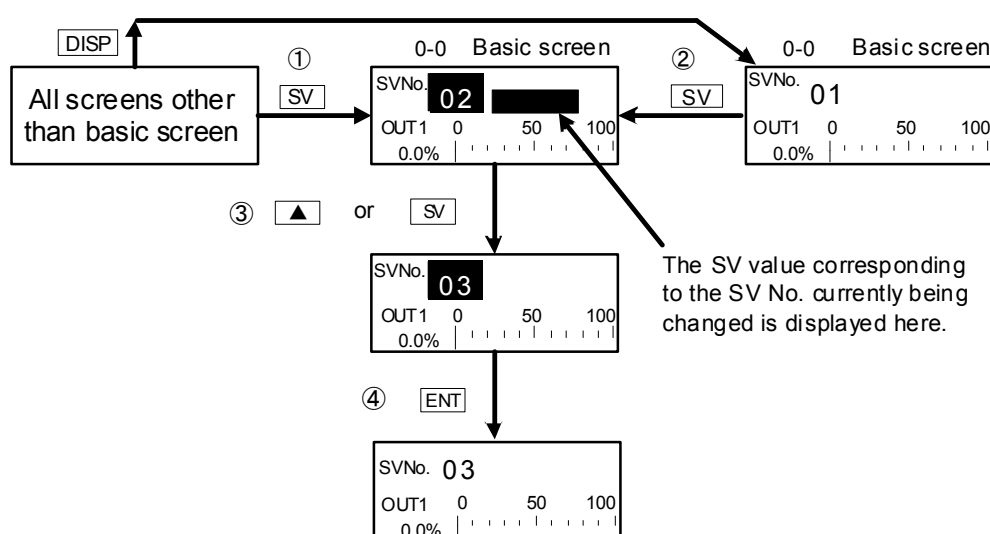 DISP
①
0-0 Basic screen
②
0-0 Basic screen
All screens other
than basic screen
SV
SVNo. 02
OUT1 0 50 100
0.0%
SV
SVNo. 01
OUT1 0 50 100
0.0%
③ ▲ or SV
SVNo. 03
OUT1 0 50 100
0.0%
The SV value corresponding
to the SV No. currently being
changed is displayed here.
④ ENT
SVNo. 03
OUT1 0 50 100
0.0%